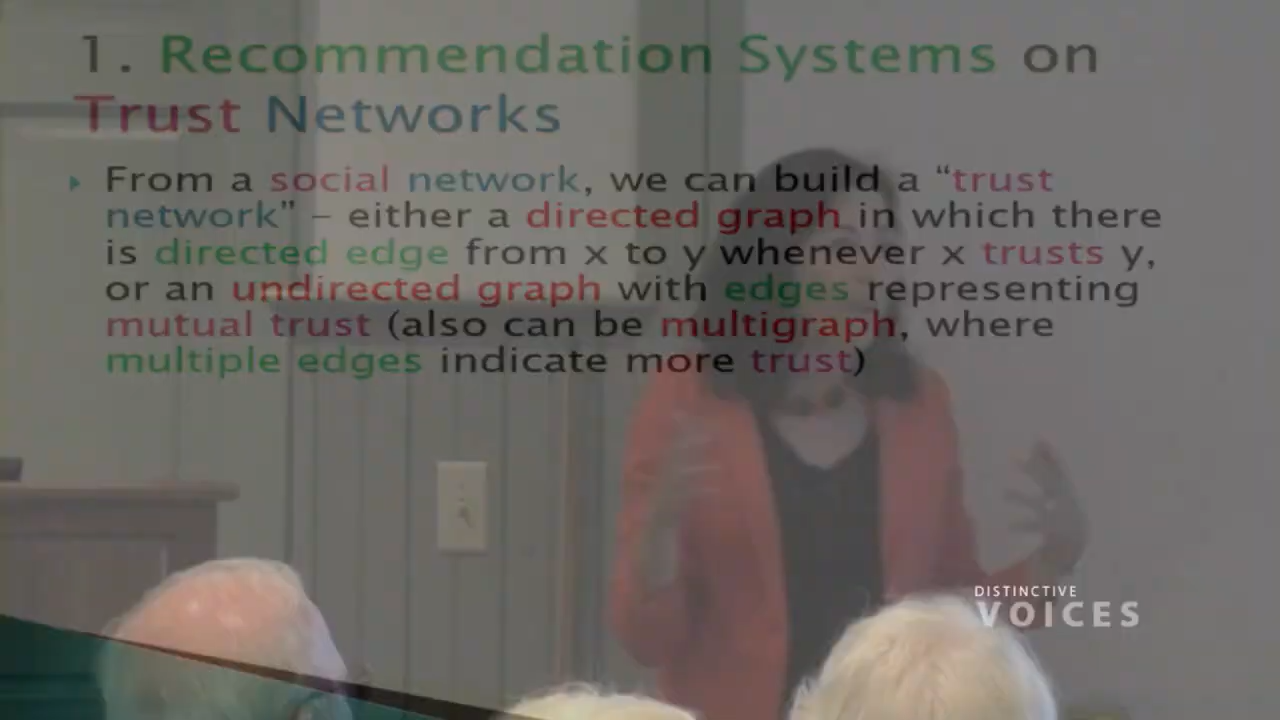 1. Recommendation Systems on
Trust Networks
From a social network, we can build a “trust
network” – either a directed graph in which there
is directed edge from x to y whenever x trusts y,
or an undirected graph with edges representing
mutual trust (also can be multigraph, where
multiple edges indicate more trust)
DISTINCTIVE
VOICES